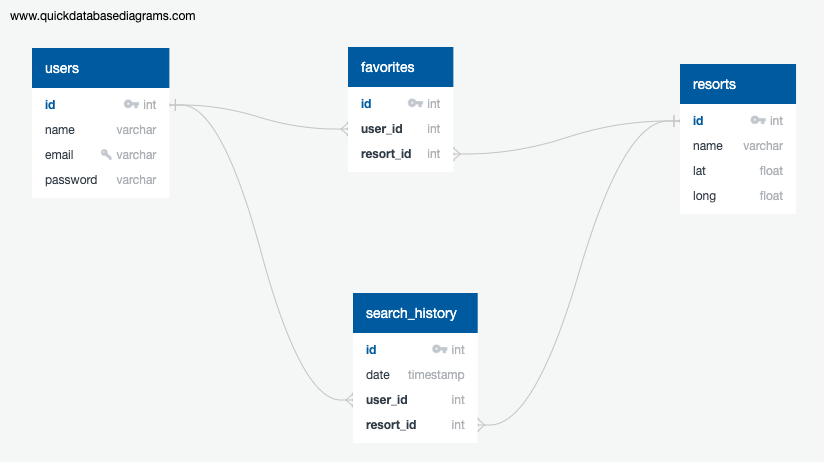 www.quickdatabasediagrams.com
users
id int
name varchar
email varchar
password varchar
favorites
id int
user_id int
resort_id int
resorts
id int
name varchar
lat float
long float
search_history
id int
date timestamp
user_id int
resort_id int